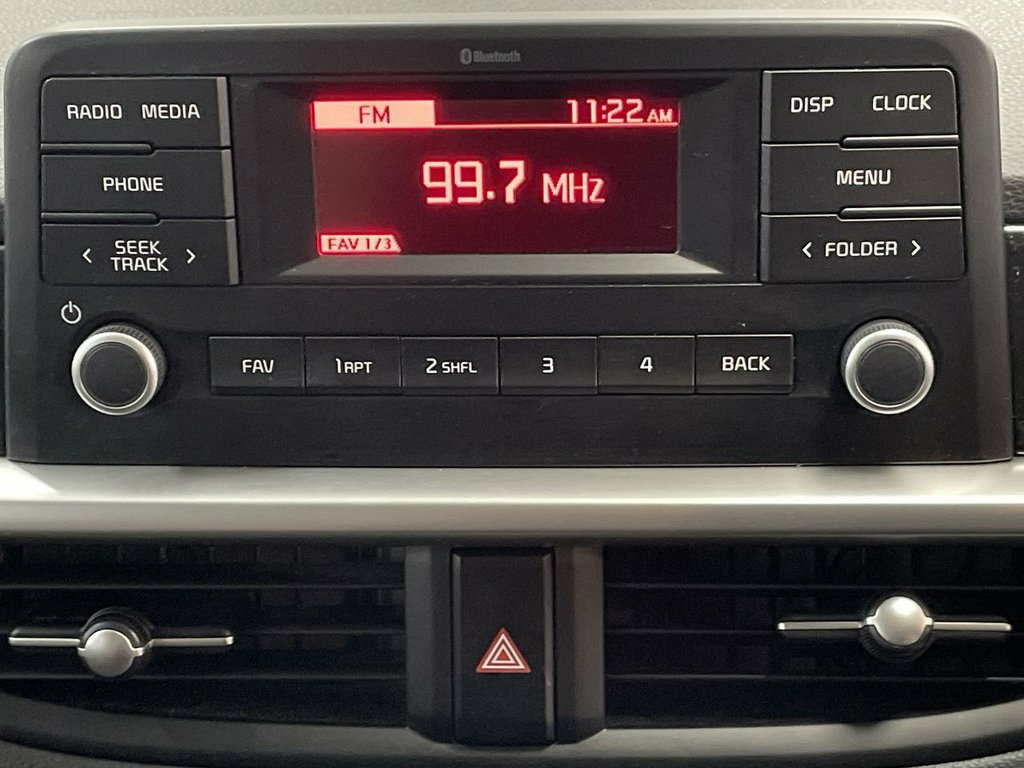 Bluetooth
RADIO MEDIA
PHONE
< SEEK TRACK >
FM 11:22 AM
99.7 MHz
FAV 1/3
DISP CLOCK
MENU
< FOLDER >
FAV 1 RPT 2 SHFL 3 4 BACK